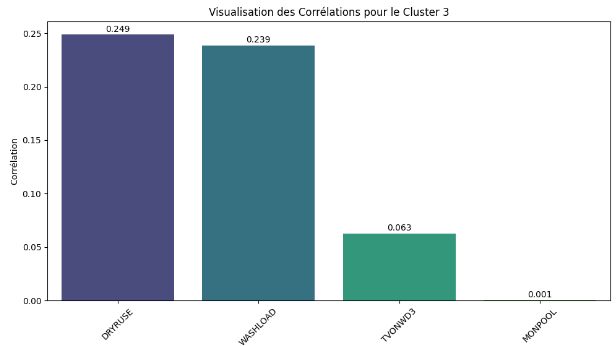 Visualisation des Corrélations pour le Cluster 3
0.249
0.239
0.063
0.001
0.25
0.20
0.15
0.10
0.05
0.00
Corrélation
DRYRUSE
WASHLOAD
TVONWD3
MONPOOL